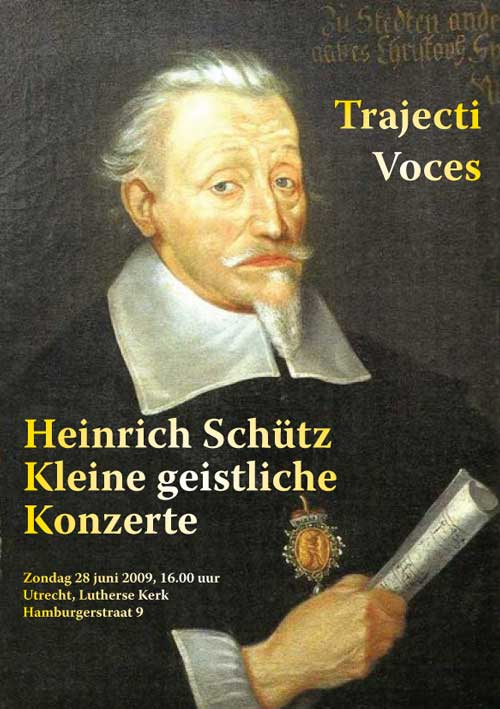 Zu Stedten
Trajecti
Voces
Heinrich Schütz
Kleine geistliche
Konzerte
Zondag 28 juni 2009, 16.00 uur
Utrecht, Lutherse Kerk
Hamburgerstraat 9